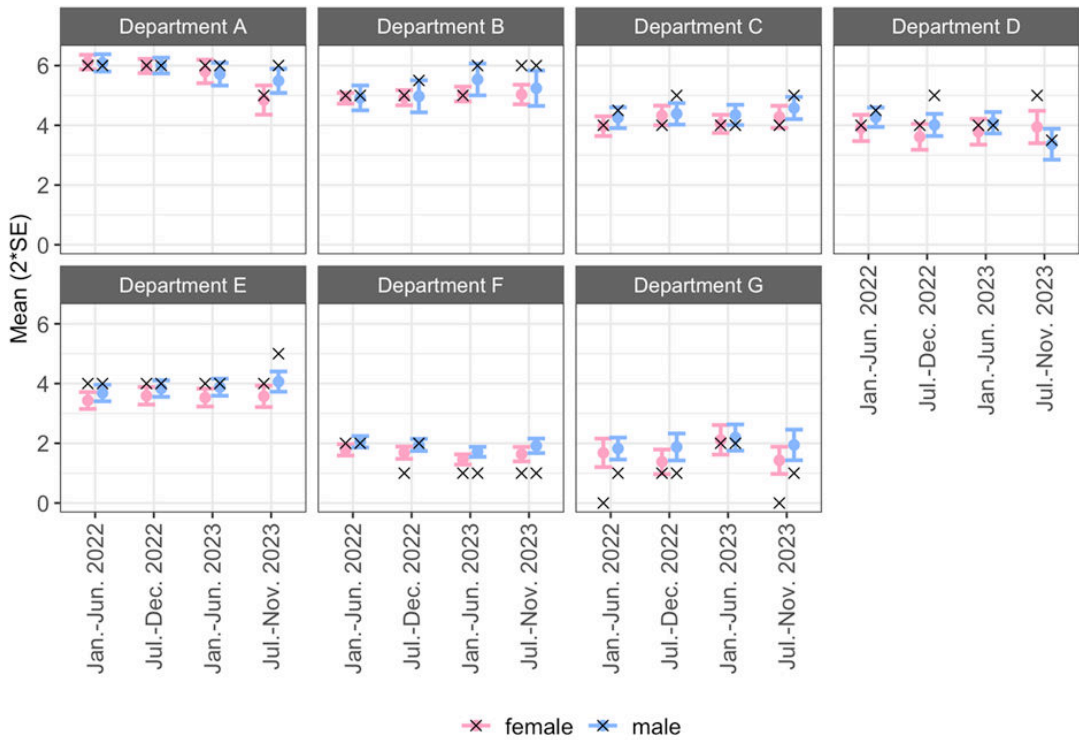 Department A
Department B
Department C
Department D
6
4
2
0
Department E
Department F
Department G
6
4
2
0
Mean (2*SE)
Jan.-Jun. 2022
Jul.-Dec. 2022
Jan.-Jun. 2023
Jul.-Nov. 2023
Jan.-Jun. 2022
Jul.-Dec. 2022
Jan.-Jun. 2023
Jul.-Nov. 2023
Jan.-Jun. 2022
Jul.-Dec. 2022
Jan.-Jun. 2023
Jul.-Nov. 2023
Jan.-Jun. 2022
Jul.-Dec. 2022
Jan.-Jun. 2023
Jul.-Nov. 2023
female
male